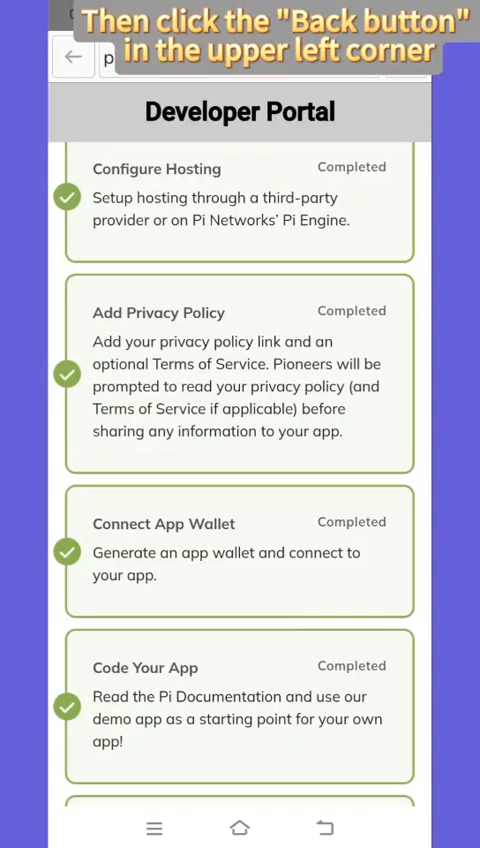 Then click the "Back button"
in the upper left corner
p
Developer Portal
Configure Hosting
Completed
Setup hosting through a third-party
provider or on Pi Networks’ Pi Engine.
Add Privacy Policy
Completed
Add your privacy policy link and an
optional Terms of Service. Pioneers will be
prompted to read your privacy policy (and
Terms of Service if applicable) before
sharing any information to your app.
Connect App Wallet
Completed
Generate an app wallet and connect to
your app.
Code Your App
Completed
Read the Pi Documentation and use our
demo app as a starting point for your own
app!